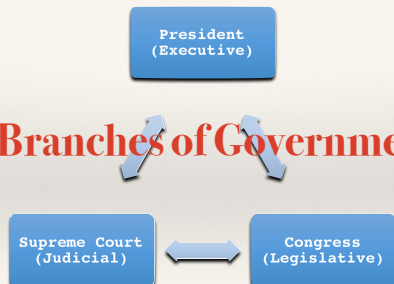 President
(Executive)
Branches of Governme
Supreme Court
(Judicial)
Congress
(Legislative)